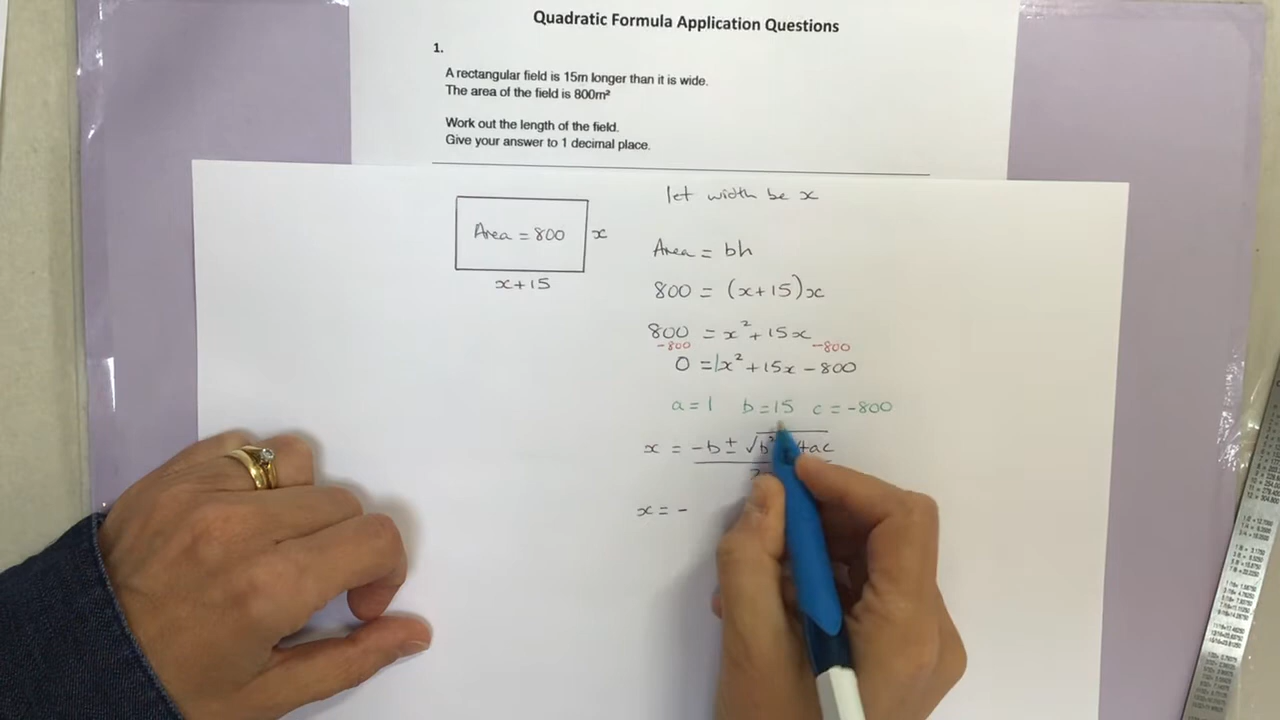 Quadratic Formula Application Questions
1.
A rectangular field is 15m longer than it is wide.
The area of the field is 800m²
Work out the length of the field.
Give your answer to 1 decimal place.
let width be x
Area = 800
x
x+15
Area = bh
800 = (x+15)x
800 = x² + 15x
-800 -800
0 = 1x² + 15x - 800
a = 1 b = 15 c = -800
x = -b ± √b² 4ac
x = -